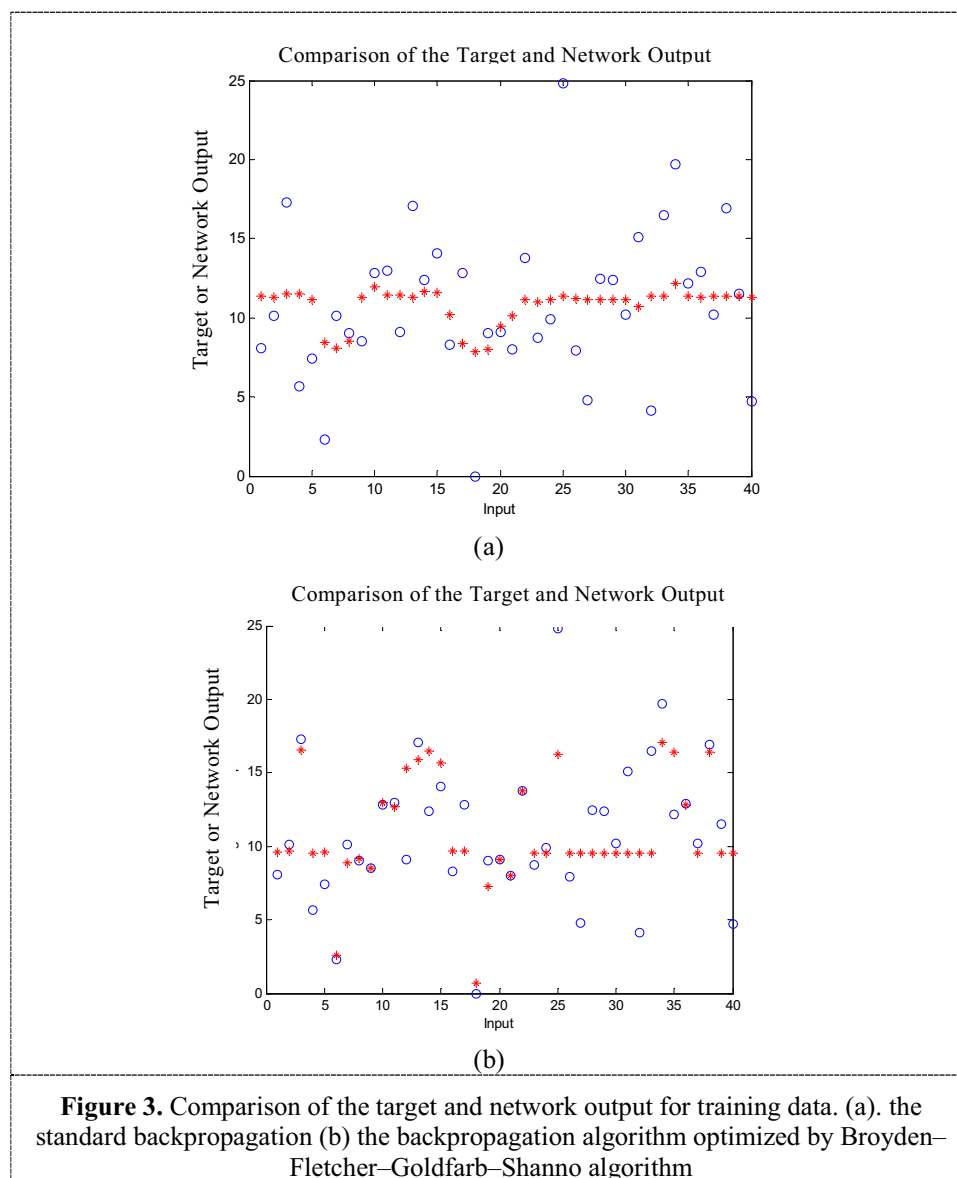 Comparison of the Target and Network Output
Target or Network Output
25
20
15
10
5
0
0 5 10 15 20 25 30 35 40
Input
(a)
Comparison of the Target and Network Output
Target or Network Output
25
20
15
10
5
0
0 5 10 15 20 25 30 35 40
Input
(b)
Figure 3. Comparison of the target and network output for training data. (a). the
standard backpropagation (b) the backpropagation algorithm optimized by Broyden–
Fletcher–Goldfarb–Shanno algorithm